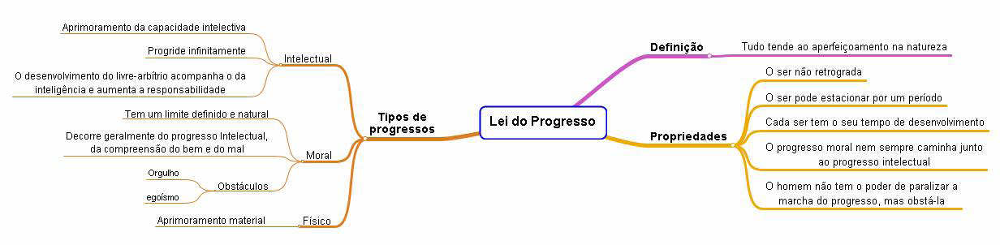 Lei do Progresso
Definição
Tudo tende ao aperfeiçoamento na natureza
Propriedades
O ser não retrograda
O ser pode estacionar por um período
Cada ser tem o seu tempo de desenvolvimento
O progresso moral nem sempre caminha junto
ao progresso intelectual
O homem não tem o poder de paralizar a
marcha do progresso, mas obstá-la
Tipos de
progressos
Intelectual
Aprimoramento da capacidade intelectiva
Progride infinitamente
O desenvolvimento do livre-arbítrio acompanha o da
inteligência e aumenta a responsabilidade
Moral
Tem um limite definido e natural
Decorre geralmente do progresso Intelectual,
da compreensão do bem e do mal
Obstáculos
Orgulho
egoísmo
Físico
Aprimoramento material